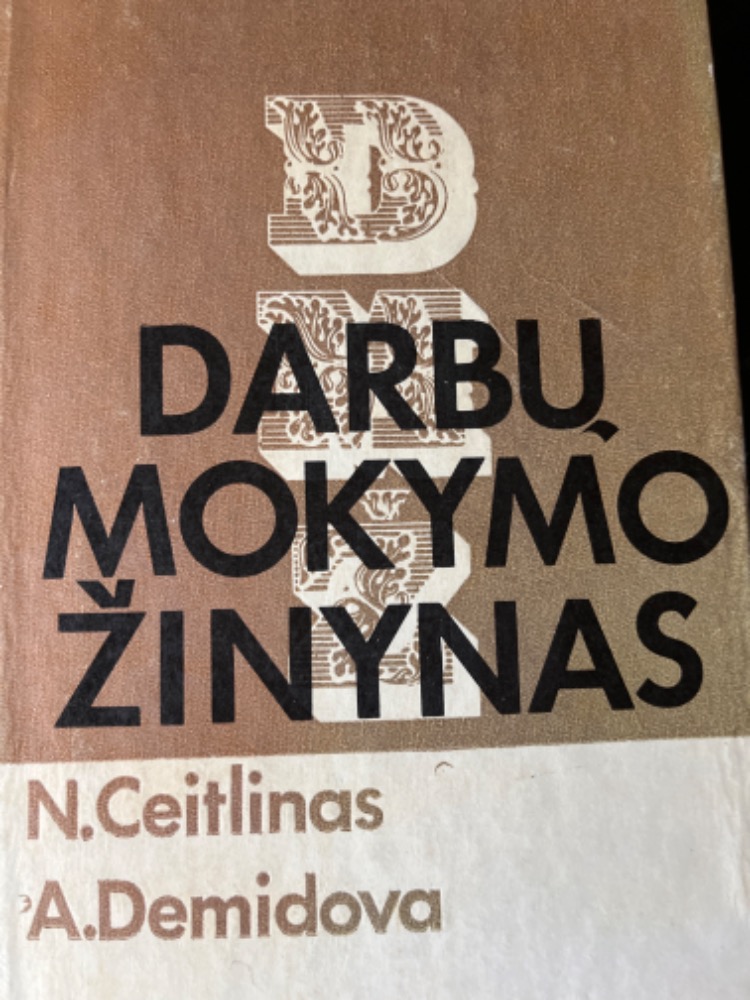 D
M
Ž
DARBŲ
MOKYMO
ŽINYNAS
N.Ceitlinas
A.Demidova